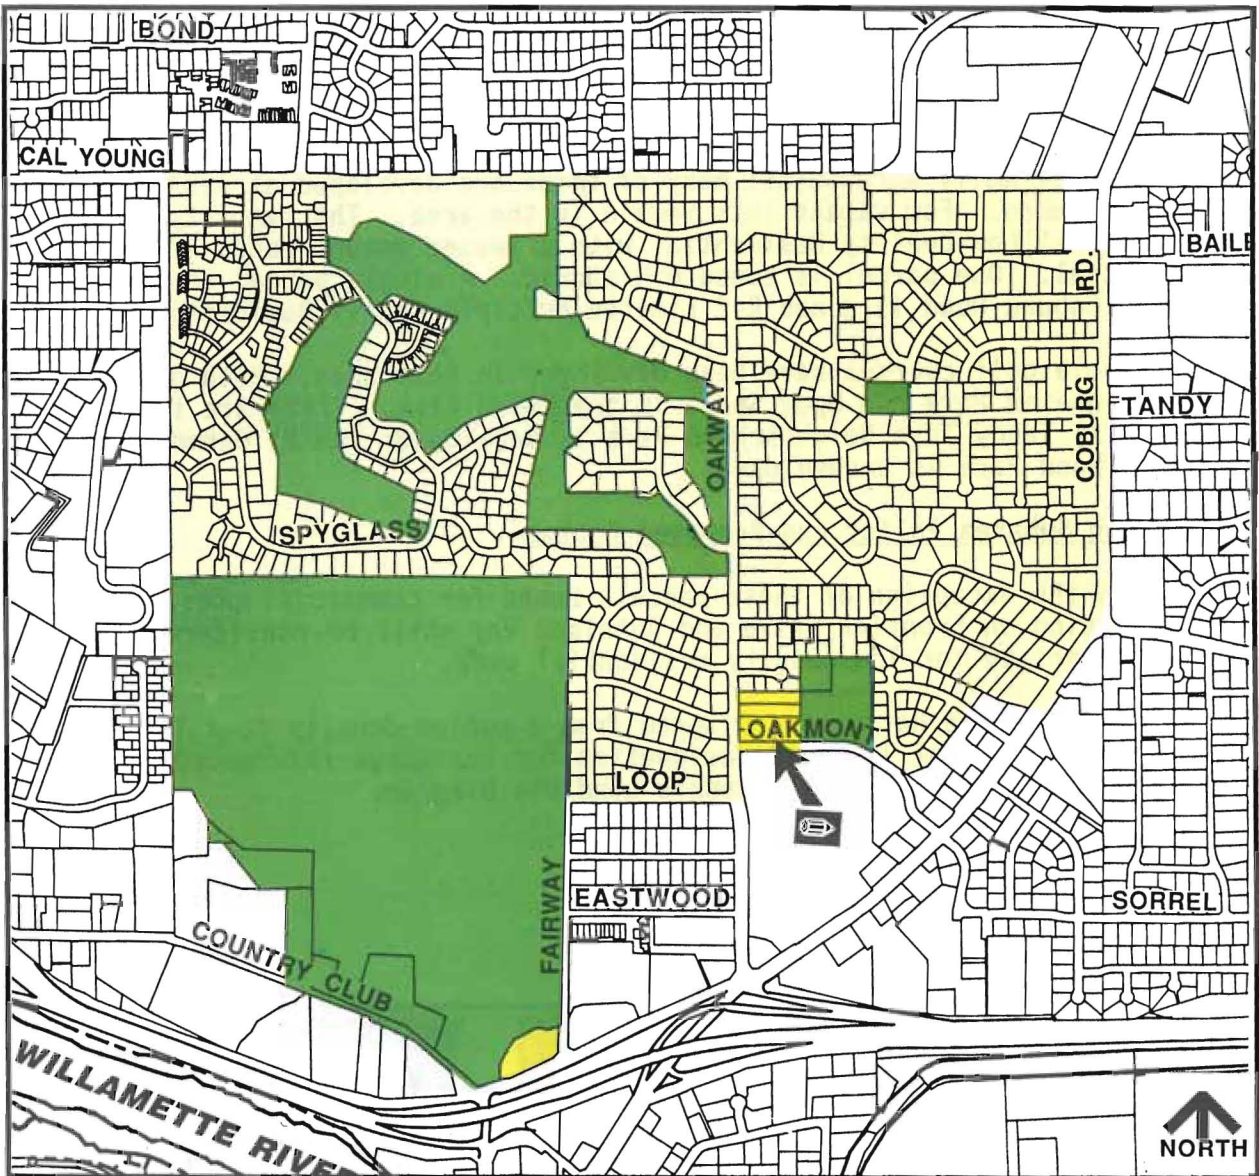 BOND
CAL YOUNG
BAILE
RD.
OAKWAY
COBURG
TANDY
SPYGLASS
OAKMONT
LOOP
FAIRWAY
EASTWOOD
SORREL
COUNTRY CLUB
WILLAMETTE RIVER
NORTH